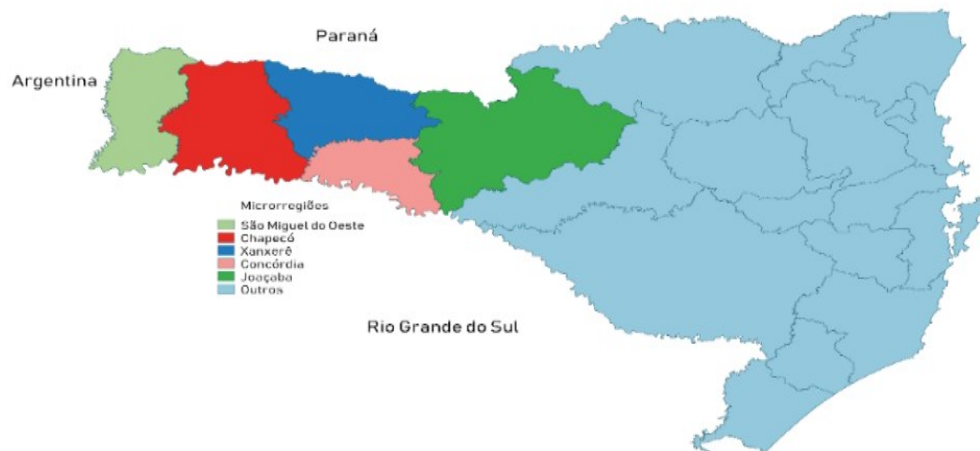 Paraná
Argentina
Microrregiões
São Miguel do Oeste
Chapecó
Xanxerê
Concórdia
Joaçaba
Outros
Rio Grande do Sul